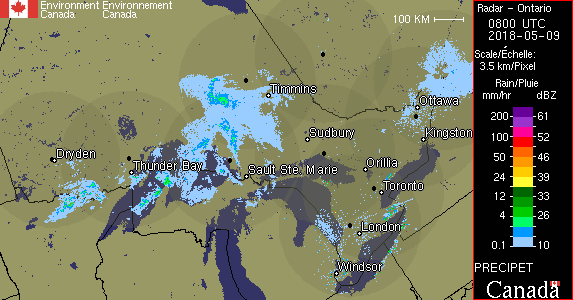 Environment Environnement
Canada Canada
100 KM
Timmins
Ottawa
Sudbury
Kingston
Dryden
Thunder Bay
Sault Ste. Marie
Orillia
Toronto
London
Windsor
Radar - Ontario
0800 UTC
2018-05-09
Scale/Échelle:
3.5 km/Pixel
Rain/Pluie
mm/hr dBZ
200 61
100 52
50 46
24 39
12 33
4 26
0.1 10
PRECIPET
Canada